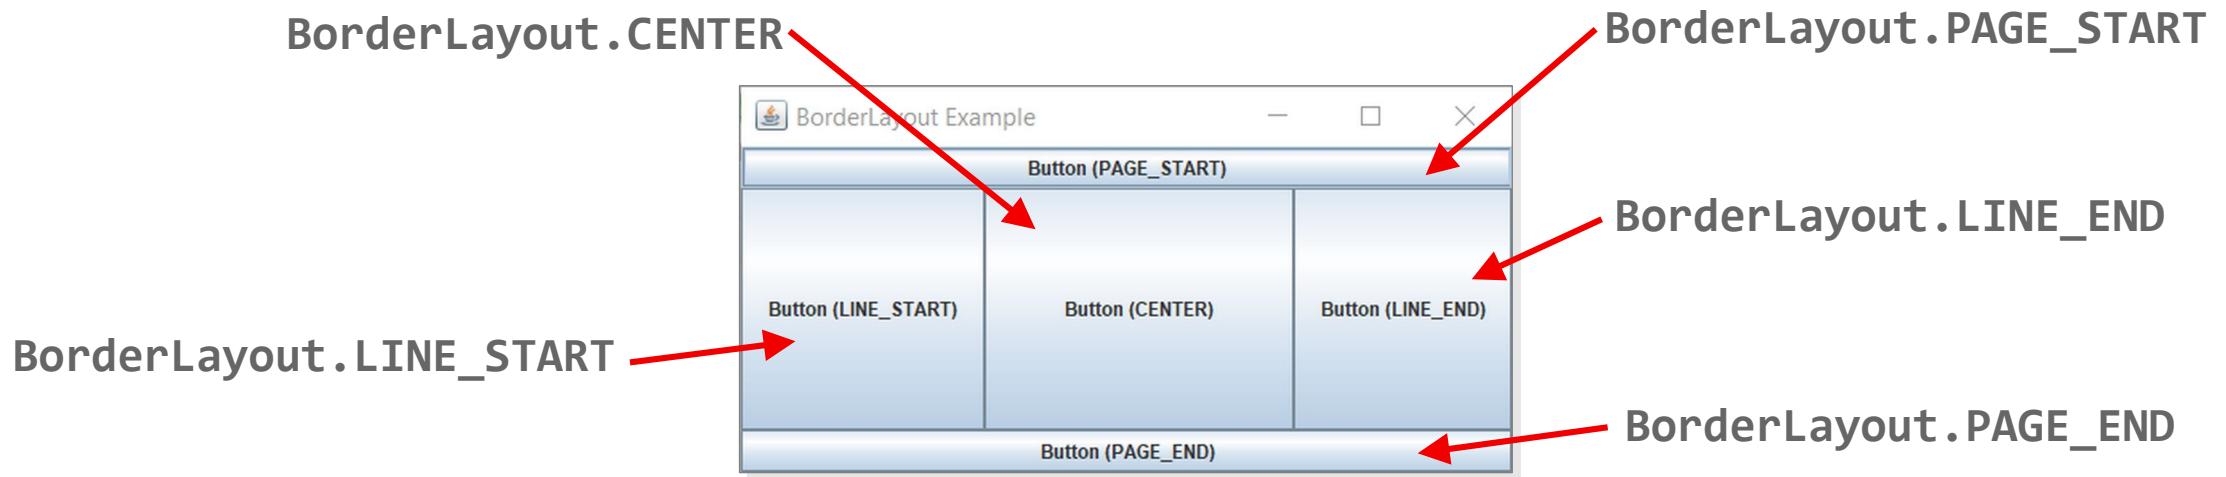 BorderLayout.CENTER
BorderLayout.PAGE_START
BorderLayout Example
Button (PAGE_START)
BorderLayout.LINE_END
Button (LINE_START)
Button (CENTER)
Button (LINE_END)
BorderLayout.LINE_START
BorderLayout.PAGE_END
Button (PAGE_END)